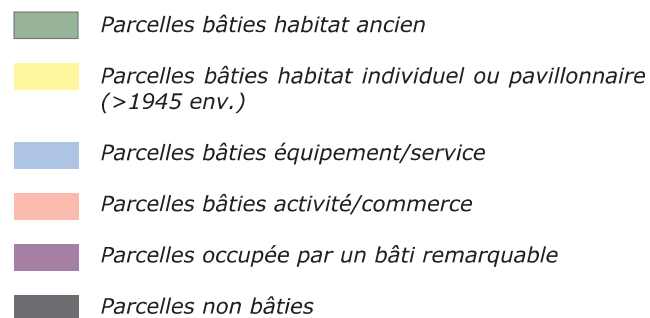 Parcelles bâties habitat ancien
Parcelles bâties habitat individuel ou pavillonnaire
(>1945 env.)
Parcelles bâties équipement/service
Parcelles bâties activité/commerce
Parcelles occupée par un bâti remarquable
Parcelles non bâties